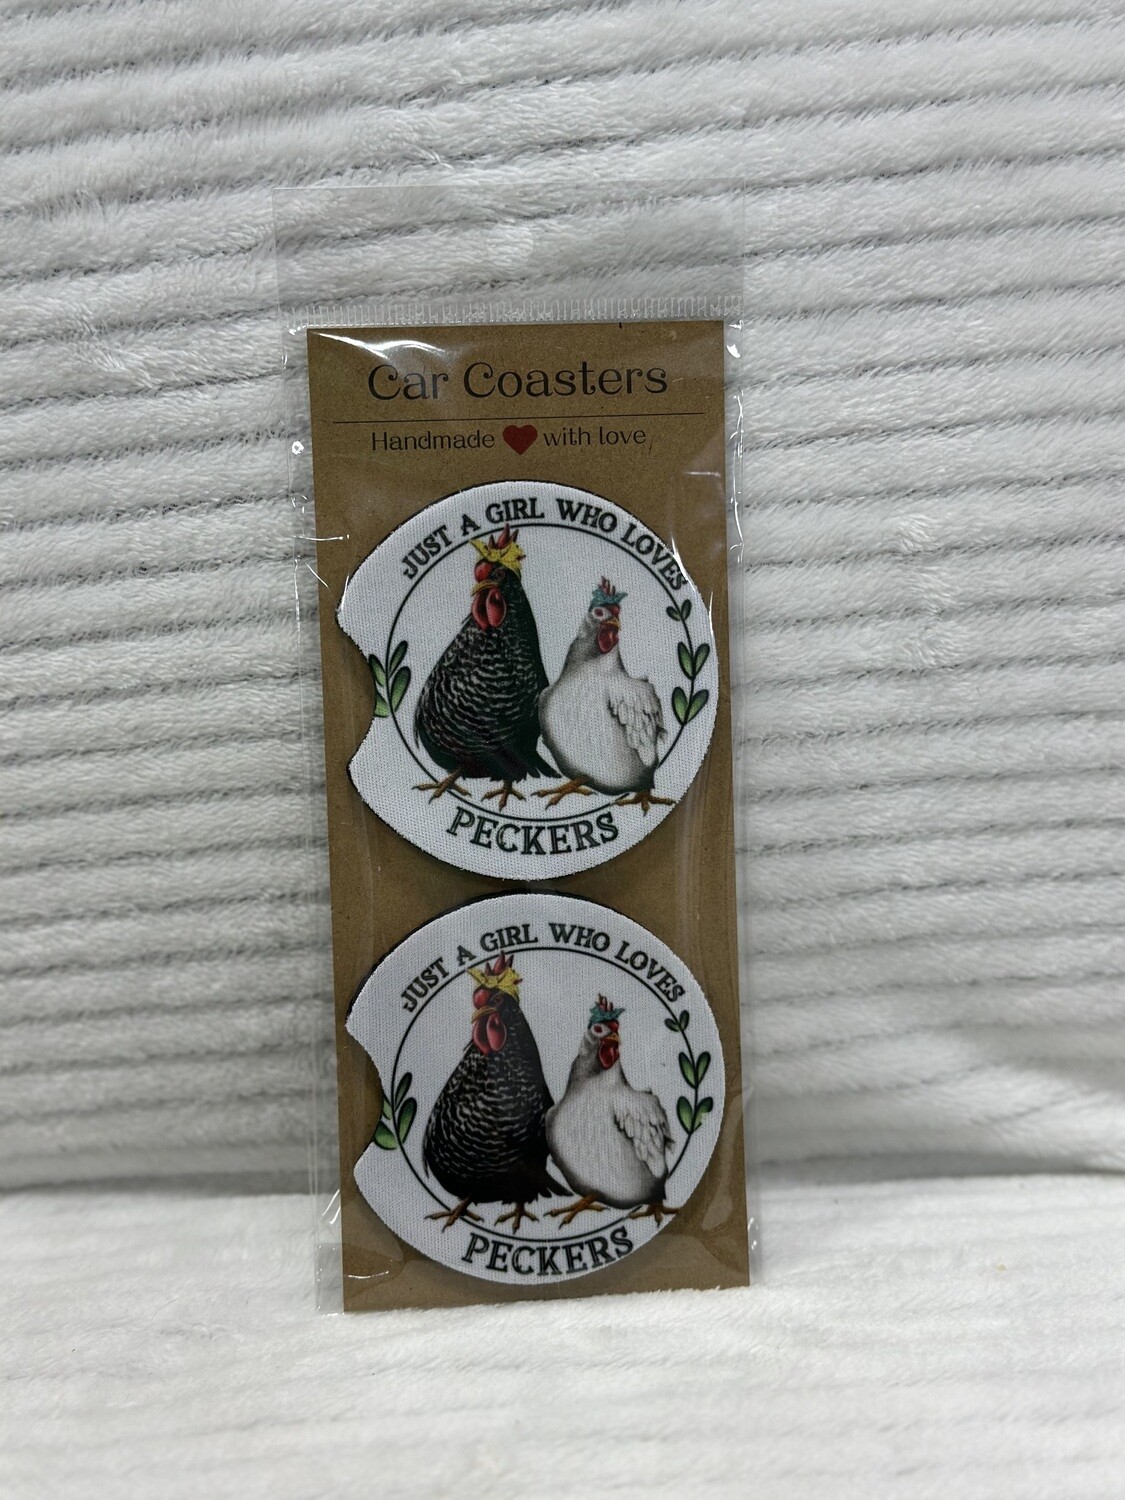 Car Coasters
Handmade with love
JUST A GIRL WHO LOVES
PECKERS
JUST A GIRL WHO LOVES
PECKERS